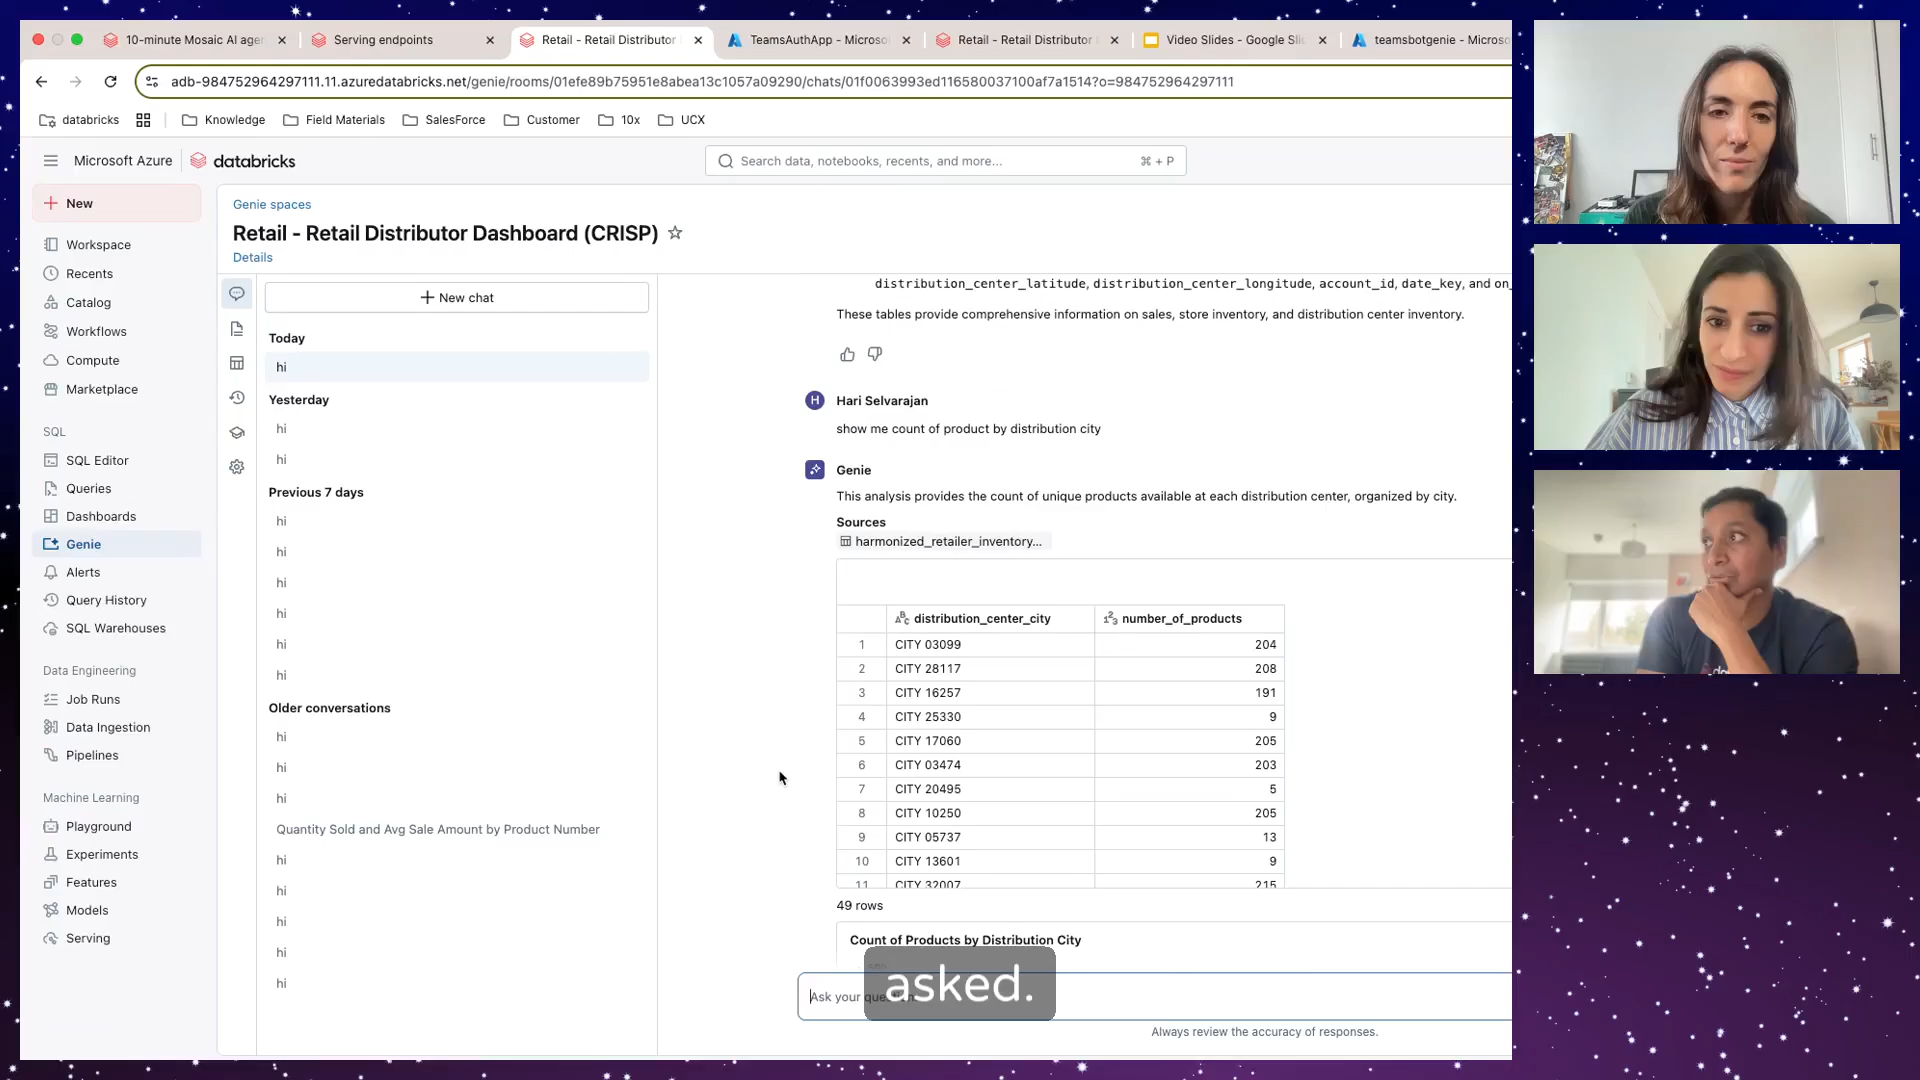 10-minute Mosaic AI age
Serving endpoints
Retail - Retail Distributor
TeamsAuthApp - Microso
Retail - Retail Distributor
Video Slides - Google Sli
teamsbotgenie - Microso
adb-984752964297111.11.azuredatabricks.net/genie/rooms/01efe89b75951e8abea13c1057a09290/chats/01f0063993ed116580037100af7a1514?o=984752964297111
databricks
Knowledge
Field Materials
SalesForce
Customer
10x
UCX
Microsoft Azure
databricks
Search data, notebooks, recents, and more...
⌘ + P
New
Workspace
Recents
Catalog
Workflows
Compute
Marketplace
SQL
SQL Editor
Queries
Dashboards
Genie
Alerts
Query History
SQL Warehouses
Data Engineering
Job Runs
Data Ingestion
Pipelines
Machine Learning
Playground
Experiments
Features
Models
Serving
Genie spaces
Retail - Retail Distributor Dashboard (CRISP)
Details
New chat
Today
hi
Yesterday
hi
hi
Previous 7 days
hi
hi
hi
hi
hi
hi
Older conversations
hi
hi
hi
Quantity Sold and Avg Sale Amount by Product Number
hi
hi
hi
hi
hi
distribution_center_latitude, distribution_center_longitude, account_id, date_key, and on_
These tables provide comprehensive information on sales, store inventory, and distribution center inventory.
H
Hari Selvarajan
show me count of product by distribution city
Genie
This analysis provides the count of unique products available at each distribution center, organized by city.
Sources
harmonized_retailer_inventory...
distribution_center_city number_of_products
1 CITY 03099 204
2 CITY 28117 208
3 CITY 16257 191
4 CITY 25330 9
5 CITY 17060 205
6 CITY 03474 203
7 CITY 20495 5
8 CITY 10250 205
9 CITY 05737 13
10 CITY 13601 9
11 CITY 32007 215
49 rows
Count of Products by Distribution City
Ask your
asked.
Always review the accuracy of responses.